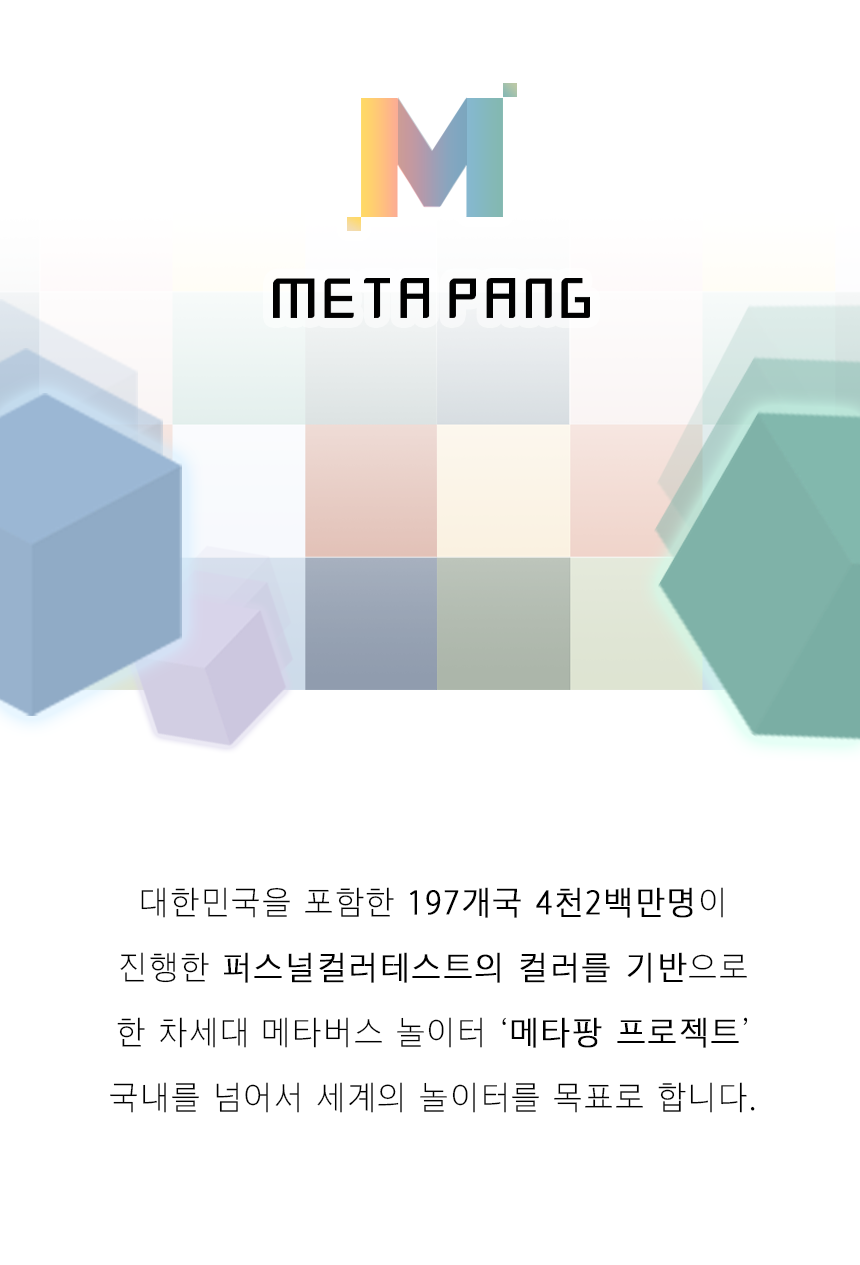 M
META PANG
대한민국을 포함한 197개국 4천2백만명이
진행한 퍼스널컬러테스트의 컬러를 기반으로
한 차세대 메타버스 놀이터 ‘메타팡 프로젝트’
국내를 넘어서 세계의 놀이터를 목표로 합니다.